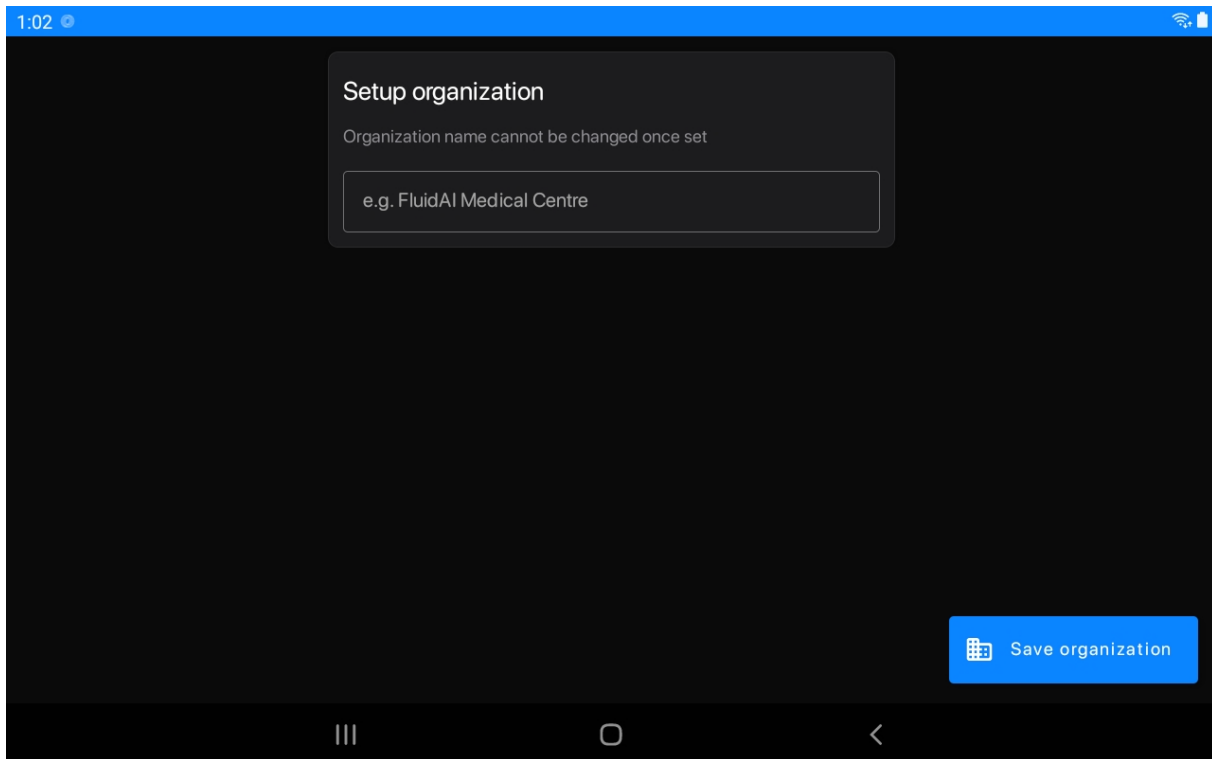 1:02
Setup organization
Organization name cannot be changed once set
e.g. FluidAI Medical Centre
Save organization